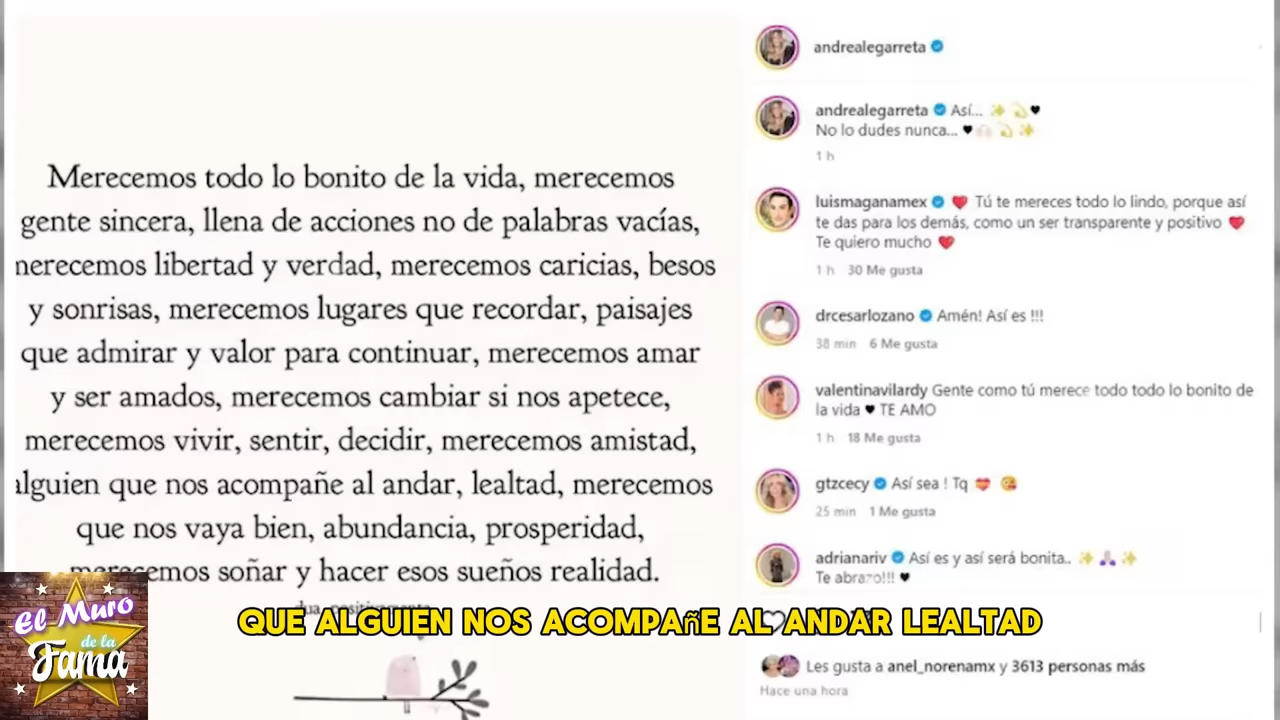 Merecemos todo lo bonito de la vida, merecemos
gente sincera, llena de acciones no de palabras vacías,
merecemos libertad y verdad, merecemos caricias, besos
y sonrisas, merecemos lugares que recordar, paisajes
que admirar y valor para continuar, merecemos amar
y ser amados, merecemos cambiar si nos apetece,
merecemos vivir, sentir, decidir, merecemos amistad,
alguien que nos acompañe al andar, lealtad, merecemos
que nos vaya bien, abundancia, prosperidad,
merecemos soñar y hacer esos sueños realidad.
andrealegarreta
andrealegarreta Así... ✨ 💫 🖤
No lo dudes nunca... 🖤 🙌🏻 💫 ✨
1 h
luismaganamex ❤️ Tú te mereces todo lo lindo, porque así
te das para los demás, como un ser transparente y positivo ❤️
Te quiero mucho ❤️
1 h 30 Me gusta
drcesarlozano Amén! Así es !!!
38 min 6 Me gusta
valentinavilardy Gente como tú merece todo todo lo bonito de
la vida 🖤 TE AMO
1 h 18 Me gusta
gtzcecy Así sea ! Tq 💝 😘
25 min 1 Me gusta
adrianariv Así es y así será bonita.. ✨ 🙏🏻 ✨
Te abrazo!!! 🖤
Les gusta a anel_norenamx y 3613 personas más
Hace una hora
QUE ALGUIEN NOS ACOMPAñE AL ANDAR LEALTAD
El Muro
de la
Fama